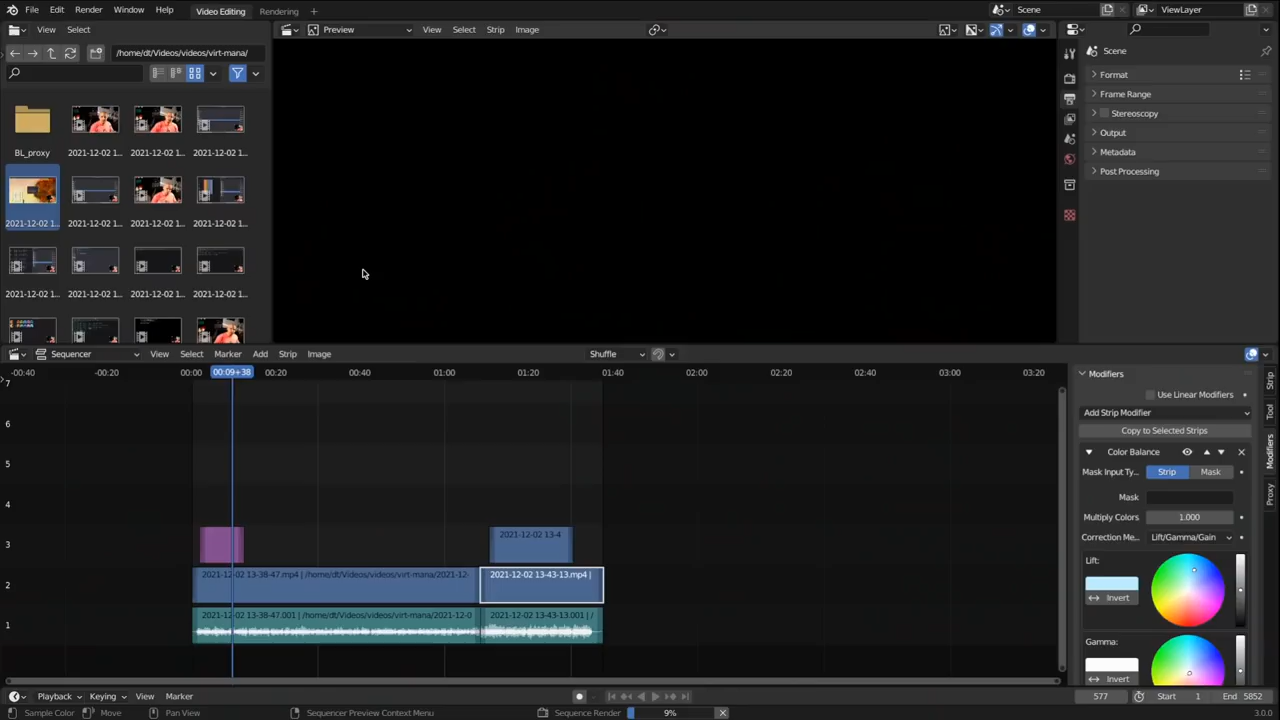 File Edit Render Window Help Video Editing Rendering + Scene ViewLayer
View Select Preview View Select Strip Image
/home/dt/Videos/videos/virt-mana/ Scene
Format
Frame Range
BL_proxy 2021-12-02 1... 2021-12-02 1... 2021-12-02 1... Stereoscopy
Output
Metadata
Post Processing
2021-12-02 1... 2021-12-02 1... 2021-12-02 1... 2021-12-02 1...
2021-12-02 1... 2021-12-02 1... 2021-12-02 1... 2021-12-02 1...
Sequencer View Select Marker Add Strip Image Shuffle
-00:40 -00:20 00:00 00:09+38 00:20 00:40 01:00 01:20 01:40 02:00 02:20 02:40 03:00 03:20
7
6
5
4
3 2021-12-02 13-4
2 2021-12-02 13-38-47.mp4 | /home/dt/Videos/videos/virt-mana/2021-12- 2021-12-02 13-43-13.mp4 |
1 2021-12-02 13-38-47.001 | /home/dt/Videos/videos/virt-mana/2021-12-0 2021-12-02 13-43-13.001 | /
Modifiers
Use Linear Modifiers
Add Strip Modifier
Copy to Selected Strips
Color Balance
Mask Input Ty... Strip Mask
Mask
Multiply Colors 1.000
Correction Me... Lift/Gamma/Gain
Lift:
Invert
Gamma:
Invert
Strip
Tool
Modifiers
Proxy
Playback Keying View Marker 577 Start 1 End 5852
Sample Color Move Pan View Sequencer Preview Context Menu Sequence Render 9% 3.0.0